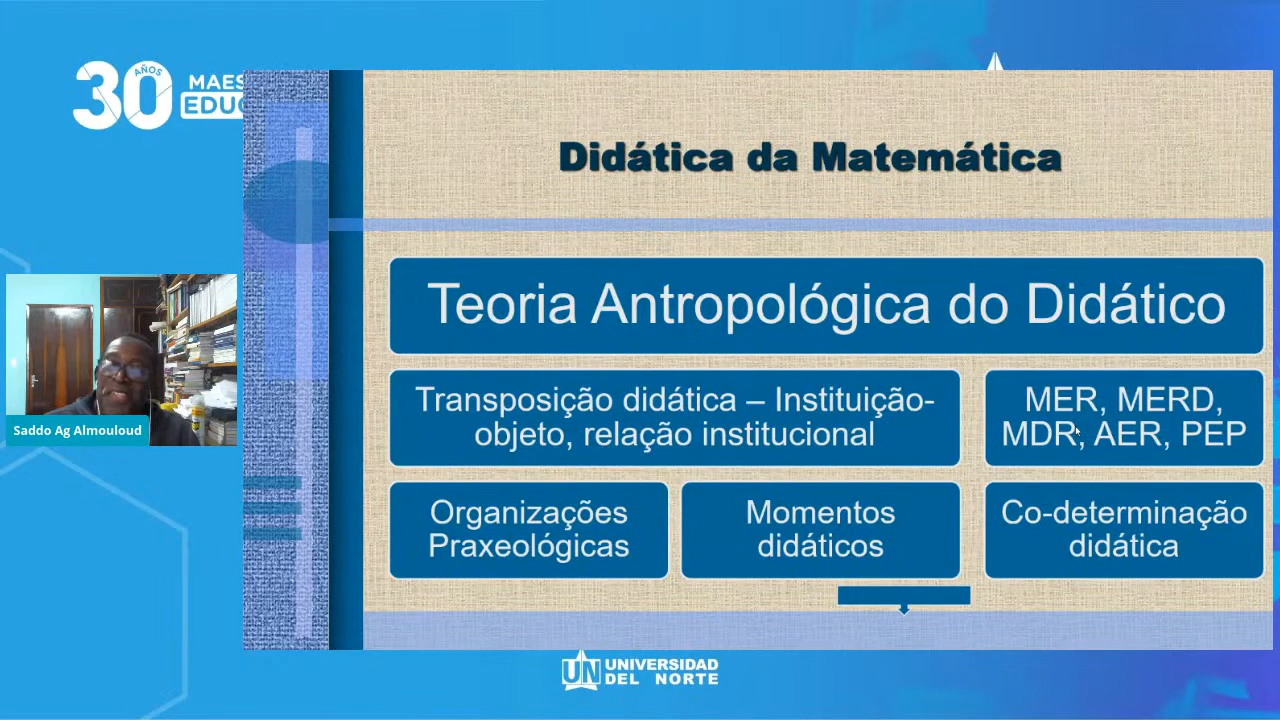 30
AÑOS
MAES
EDUC
Didática da Matemática
Teoria Antropológica do Didático
Transposição didática – Instituição-
objeto, relação institucional
MER, MERD,
MDR, AER, PEP
Organizações
Praxeológicas
Momentos
didáticos
Co-determinação
didática
Saddo Ag Almouloud
UN UNIVERSIDAD
DEL NORTE